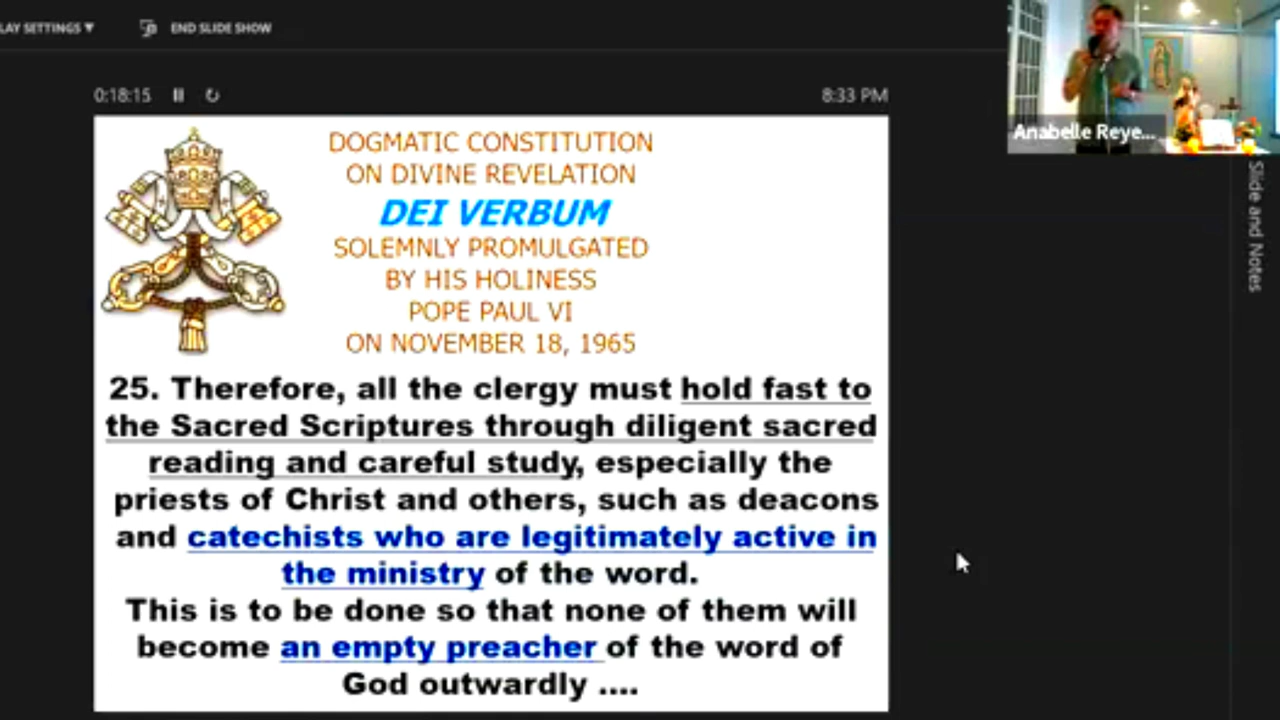 LAY SETTINGS ▼ END SLIDE SHOW
0:18:15 8:33 PM
Anabelle Reye...
Slide and Notes
DOGMATIC CONSTITUTION
ON DIVINE REVELATION
DEI VERBUM
SOLEMNLY PROMULGATED
BY HIS HOLINESS
POPE PAUL VI
ON NOVEMBER 18, 1965
25. Therefore, all the clergy must hold fast to
the Sacred Scriptures through diligent sacred
reading and careful study, especially the
priests of Christ and others, such as deacons
and catechists who are legitimately active in
the ministry of the word.
This is to be done so that none of them will
become an empty preacher of the word of
God outwardly ....